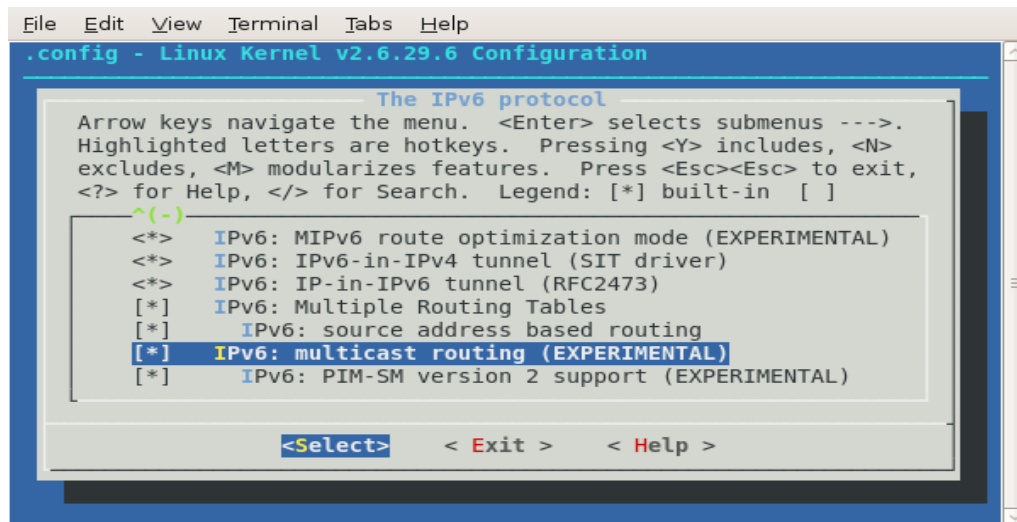 File Edit View Terminal Tabs Help
.config - Linux Kernel v2.6.29.6 Configuration
The IPv6 protocol
Arrow keys navigate the menu. <Enter> selects submenus --->.
Highlighted letters are hotkeys. Pressing <Y> includes, <N>
excludes, <M> modularizes features. Press <Esc><Esc> to exit,
<?> for Help, </> for Search. Legend: [*] built-in [ ]
^(-)
<*> IPv6: MIPv6 route optimization mode (EXPERIMENTAL)
<*> IPv6: IPv6-in-IPv4 tunnel (SIT driver)
<*> IPv6: IP-in-IPv6 tunnel (RFC2473)
[*] IPv6: Multiple Routing Tables
[*] IPv6: source address based routing
[*] IPv6: multicast routing (EXPERIMENTAL)
[*] IPv6: PIM-SM version 2 support (EXPERIMENTAL)
<Select> < Exit > < Help >